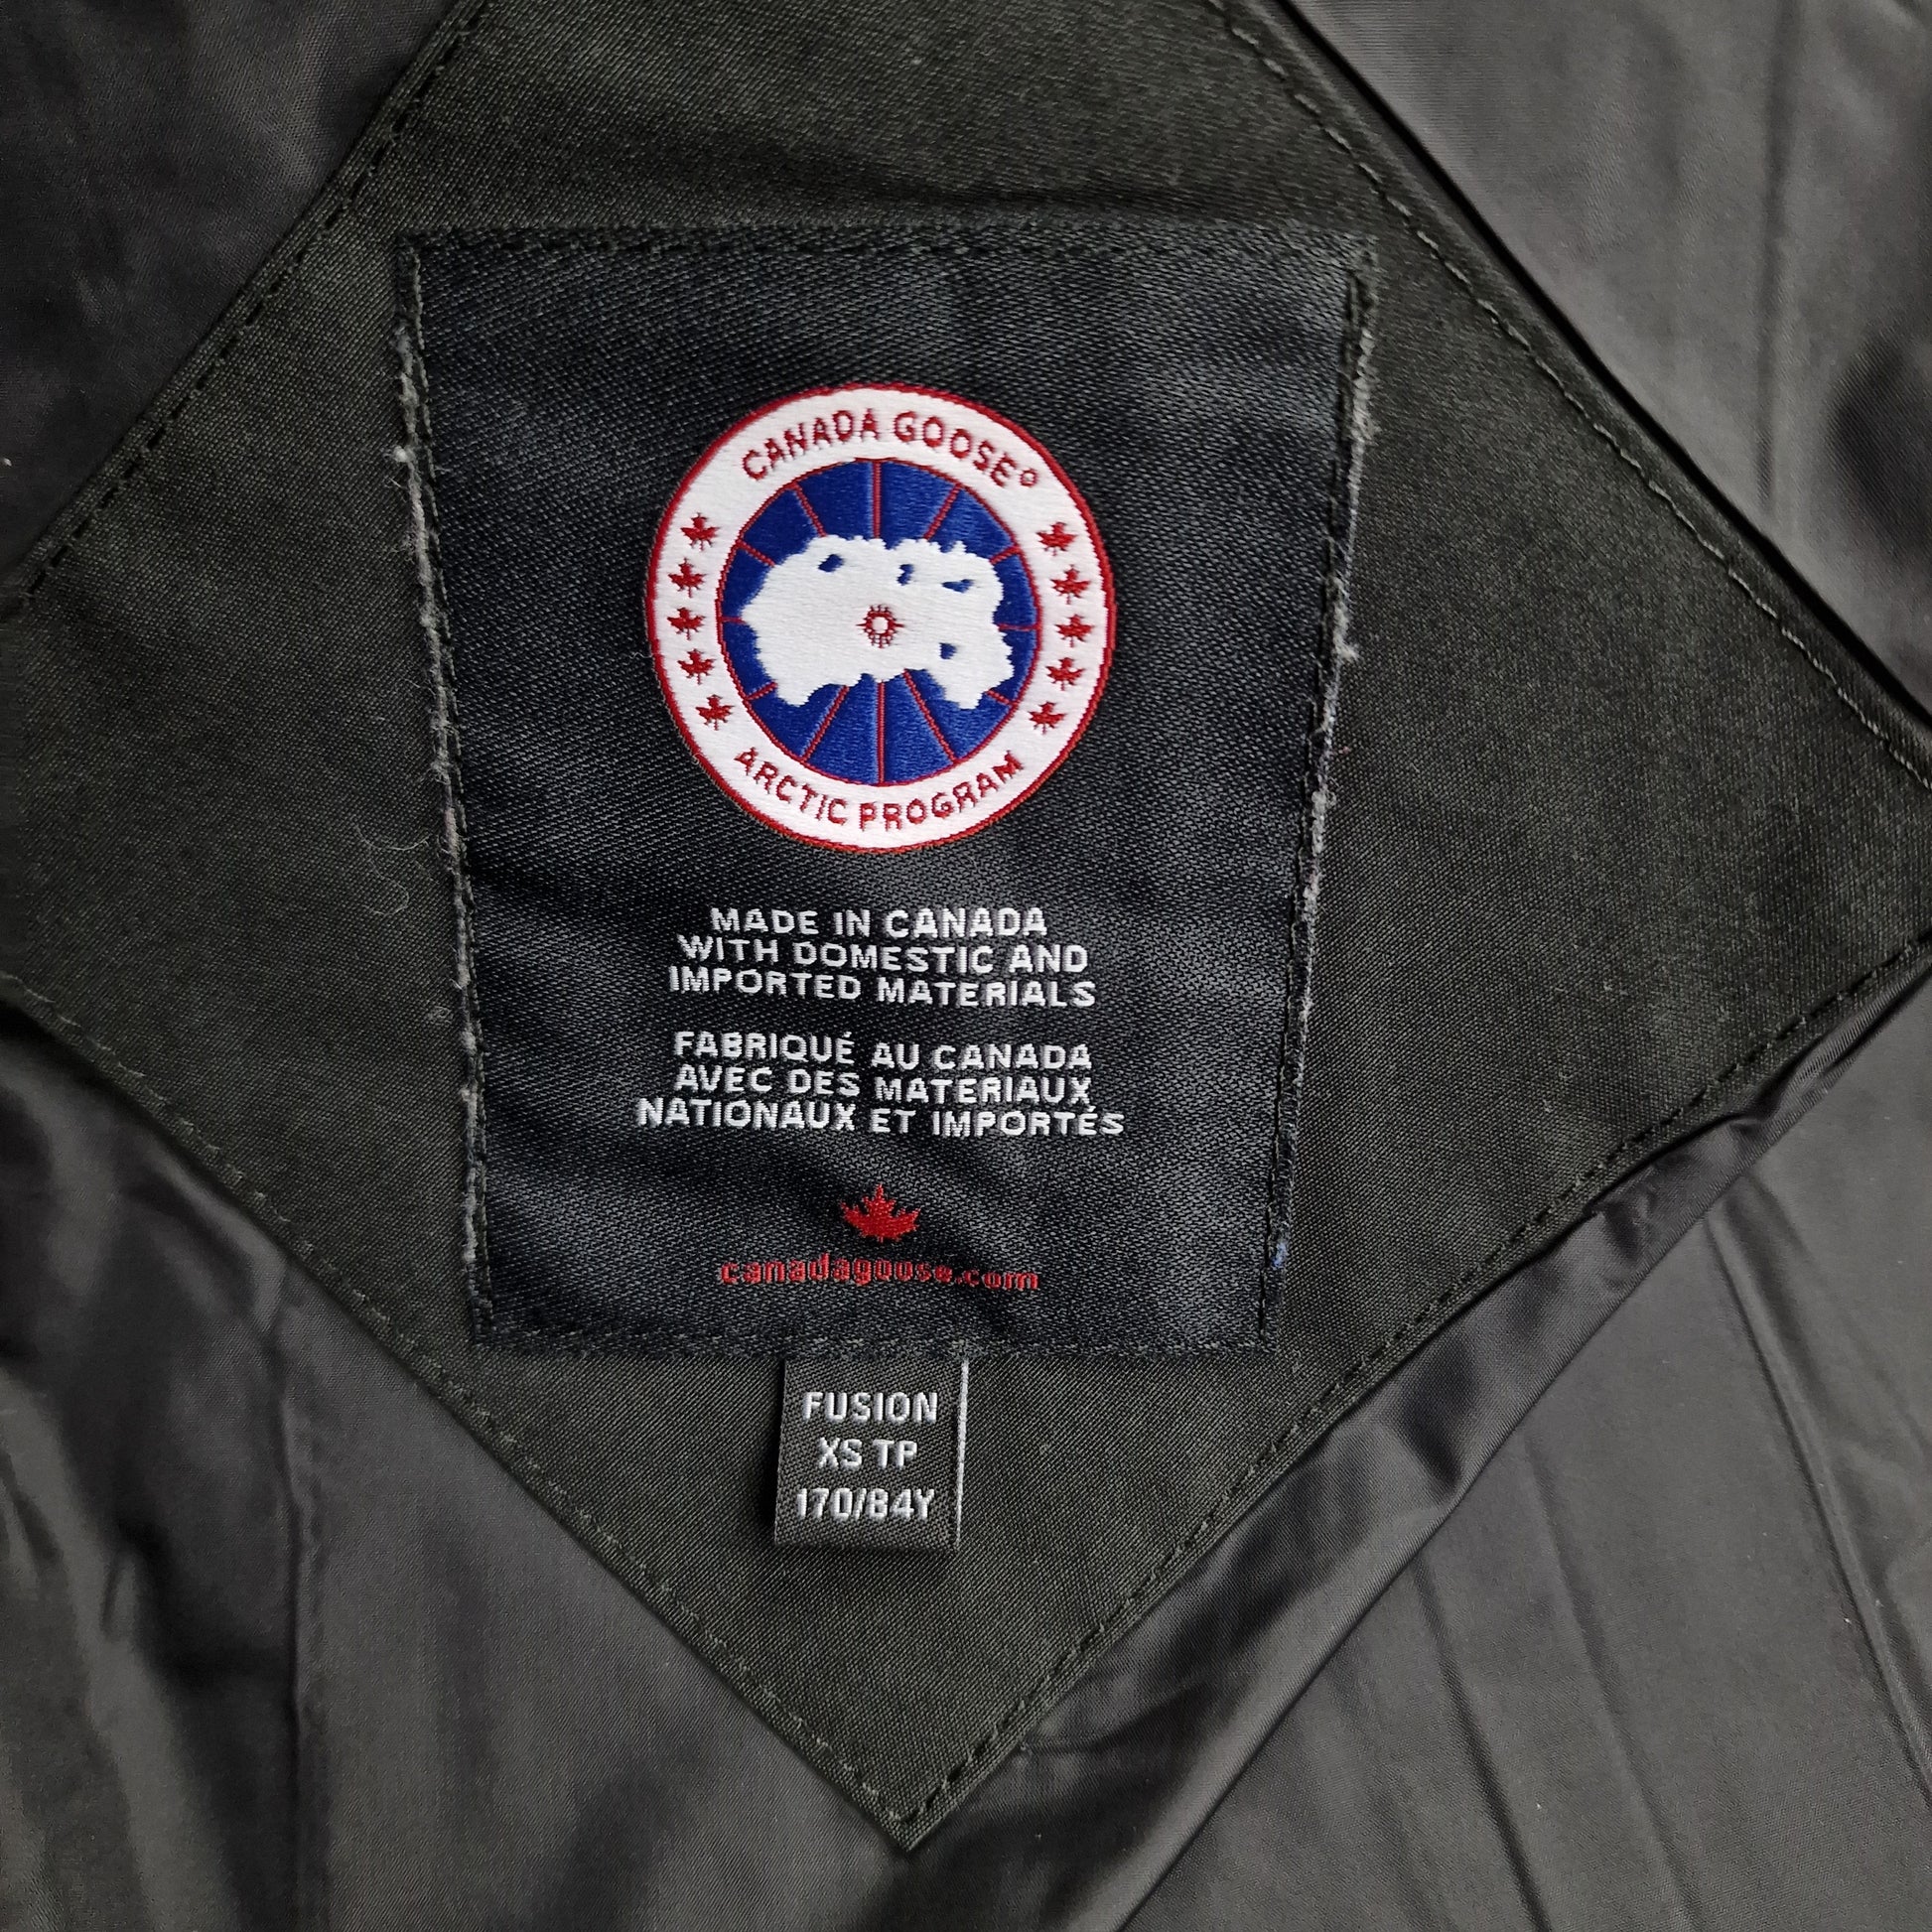 CANADA GOOSE®
ARCTIC PROGRAM
MADE IN CANADA
WITH DOMESTIC AND
IMPORTED MATERIALS
FABRIQUÉ AU CANADA
AVEC DES MATERIAUX
NATIONAUX ET IMPORTÉS
canadagoose.com
FUSION
XS TP
170/84Y